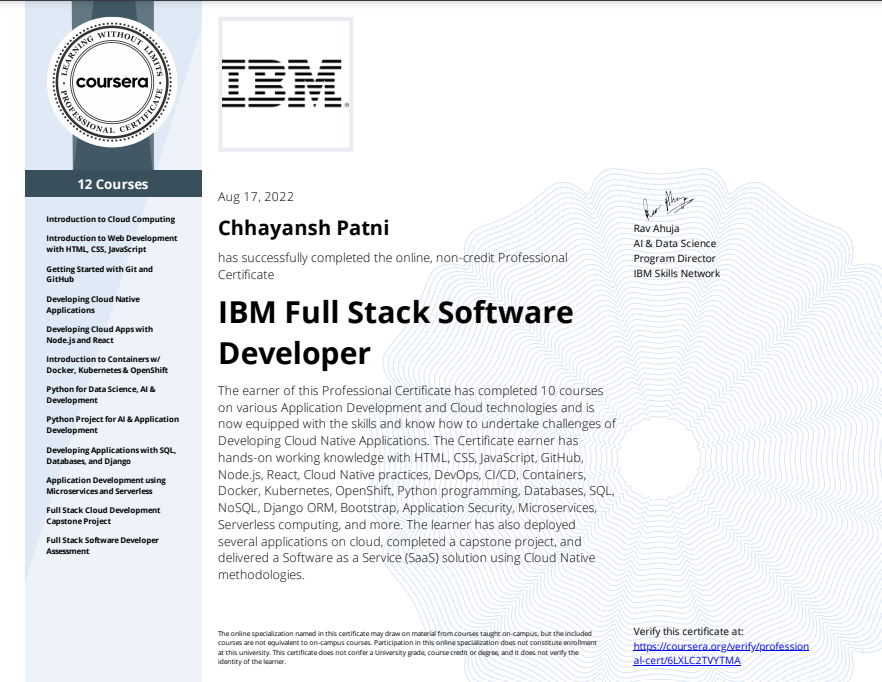 LEARNING WITHOUT LIMITS
coursera
PROFESSIONAL CERTIFICATE
IBM®
12 Courses
Introduction to Cloud Computing
Introduction to Web Development
with HTML, CSS, JavaScript
Getting Started with Git and
GitHub
Developing Cloud Native
Applications
Developing Cloud Apps with
Node.js and React
Introduction to Containers w/
Docker, Kubernetes & OpenShift
Python for Data Science, AI &
Development
Python Project for AI & Application
Development
Developing Applications with SQL,
Databases, and Django
Application Development using
Microservices and Serverless
Full Stack Cloud Development
Capstone Project
Full Stack Software Developer
Assessment
Aug 17, 2022
Chhayansh Patni
has successfully completed the online, non-credit Professional
Certificate
IBM Full Stack Software
Developer
The earner of this Professional Certificate has completed 10 courses
on various Application Development and Cloud technologies and is
now equipped with the skills and know how to undertake challenges of
Developing Cloud Native Applications. The Certificate earner has
hands-on working knowledge with HTML, CSS, JavaScript, GitHub,
Node.js, React, Cloud Native practices, DevOps, CI/CD, Containers,
Docker, Kubernetes, OpenShift, Python programming, Databases, SQL,
NoSQL, Django ORM, Bootstrap, Application Security, Microservices,
Serverless computing, and more. The learner has also deployed
several applications on cloud, completed a capstone project, and
delivered a Software as a Service (SaaS) solution using Cloud Native
methodologies.
Rav Ahuja
Rav Ahuja
AI & Data Science
Program Director
IBM Skills Network
The online specialization named in this certificate may draw on material from courses taught on-campus, but the included
courses are not equivalent to on-campus courses. Participation in this online specialization does not constitute enrollment
at this university. This certificate does not confer a University grade, course credit or degree, and it does not verify the
identity of the learner.
Verify this certificate at:
https://coursera.org/verify/profession
al-cert/6LXLC2TVYTMA